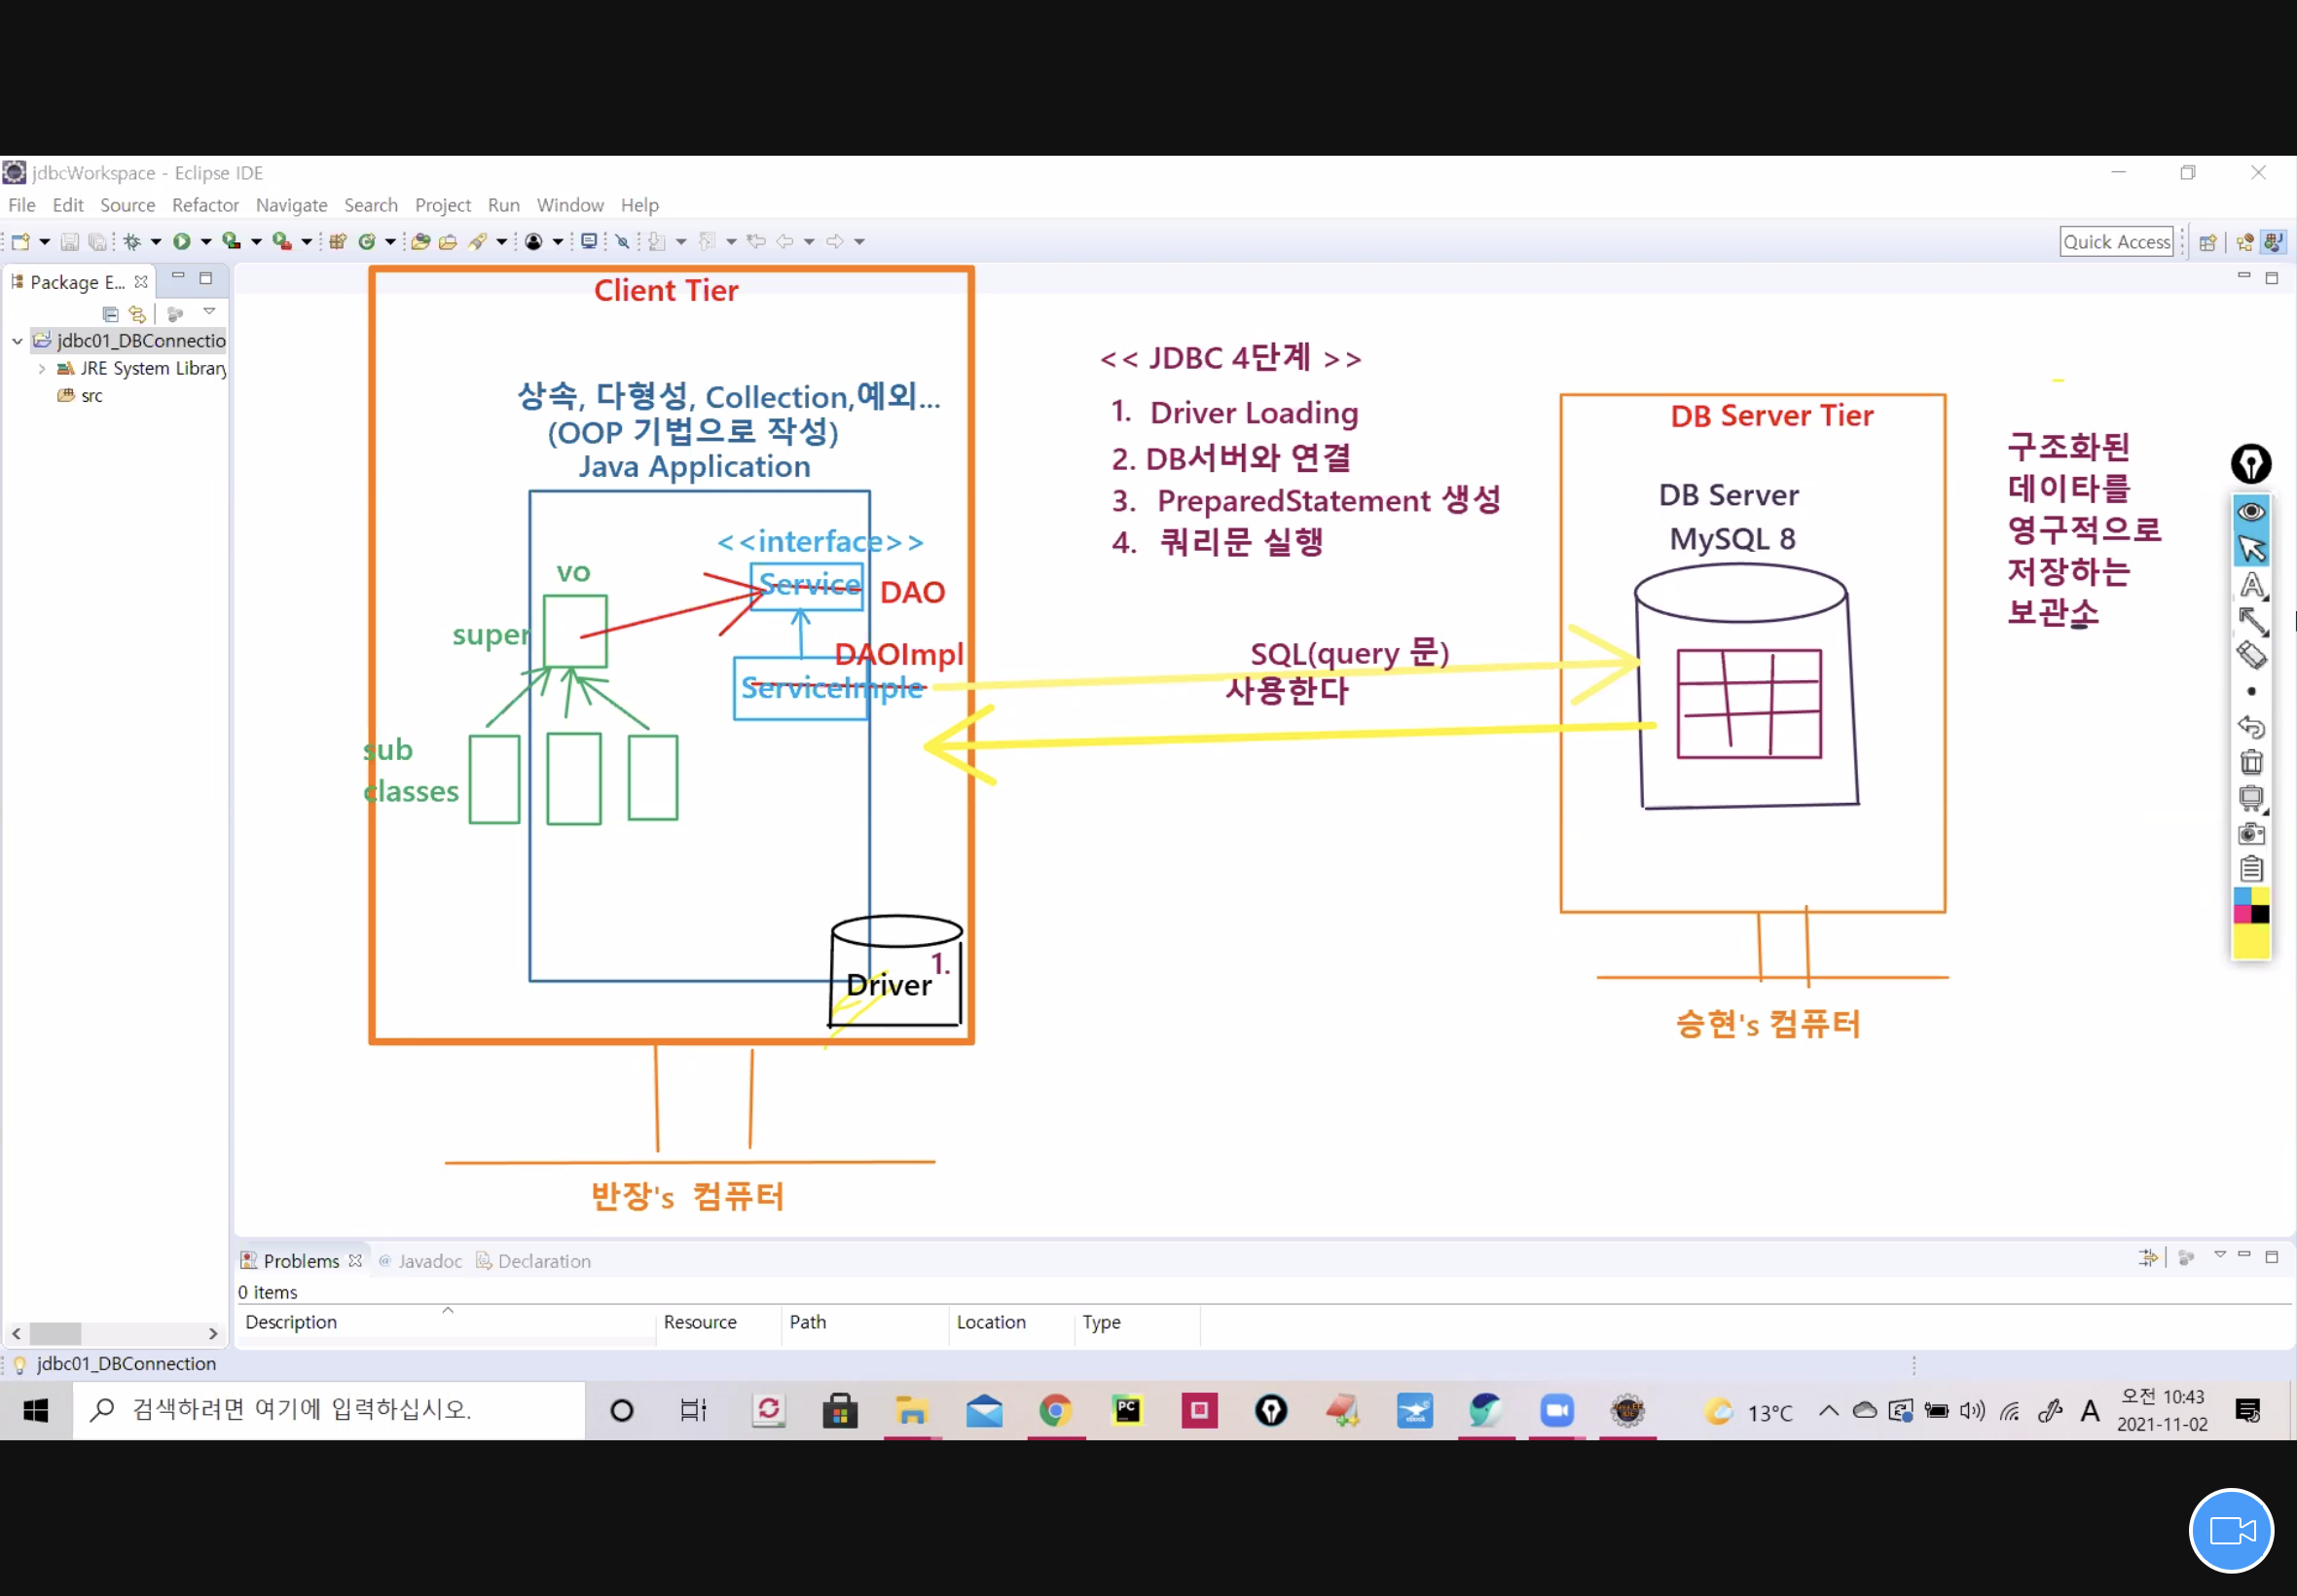 jdbcWorkspace - Eclipse IDE
File Edit Source Refactor Navigate Search Project Run Window Help
Quick Access
Package E...
jdbc01_DBConnectio
JRE System Library
src
Client Tier
상속, 다형성, Collection,예외...
(OOP 기법으로 작성)
Java Application
<<interface>>
vo
Service
DAO
super
DAOImpl
ServiceImple
sub
classes
Driver
1.
반장's 컴퓨터
<< JDBC 4단계 >>
1. Driver Loading
2. DB서버와 연결
3. PreparedStatement 생성
4. 쿼리문 실행
SQL(query 문)
사용한다
DB Server Tier
DB Server
MySQL 8
승현's 컴퓨터
구조화된
데이타를
영구적으로
저장하는
보관소
Problems Javadoc Declaration
0 items
Description Resource Path Location Type
jdbc01_DBConnection
검색하려면 여기에 입력하십시오.
13°C
A
오전 10:43
2021-11-02